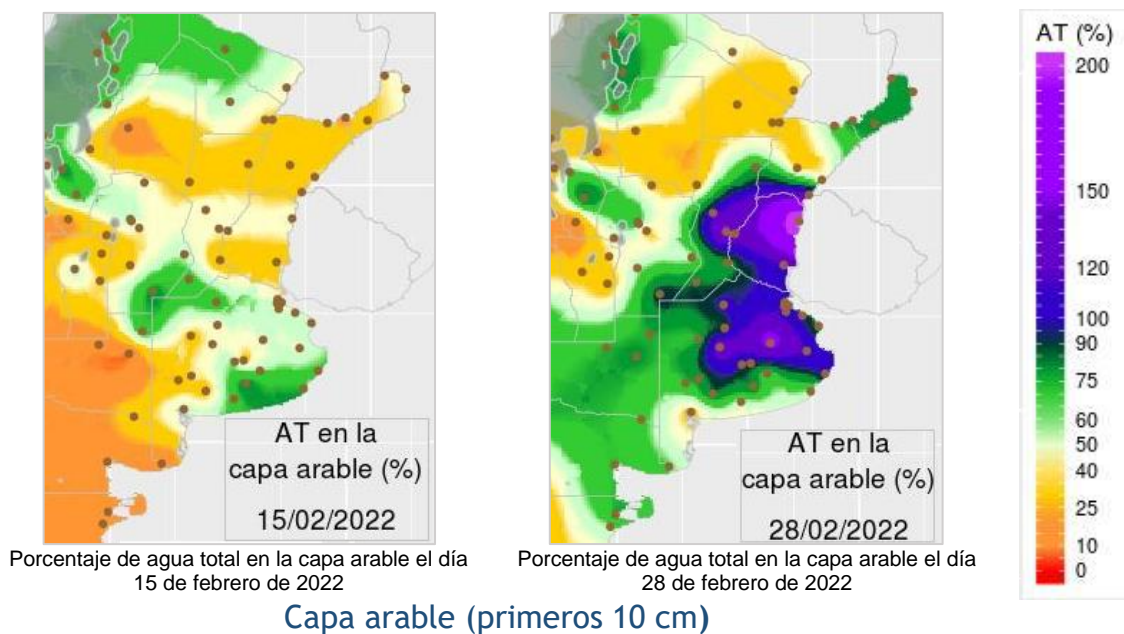 AT en la
capa arable (%)
15/02/2022
AT en la
capa arable (%)
28/02/2022
AT (%)
200
150
120
100
90
75
60
50
40
25
10
0
Porcentaje de agua total en la capa arable el día
15 de febrero de 2022
Porcentaje de agua total en la capa arable el día
28 de febrero de 2022
Capa arable (primeros 10 cm)